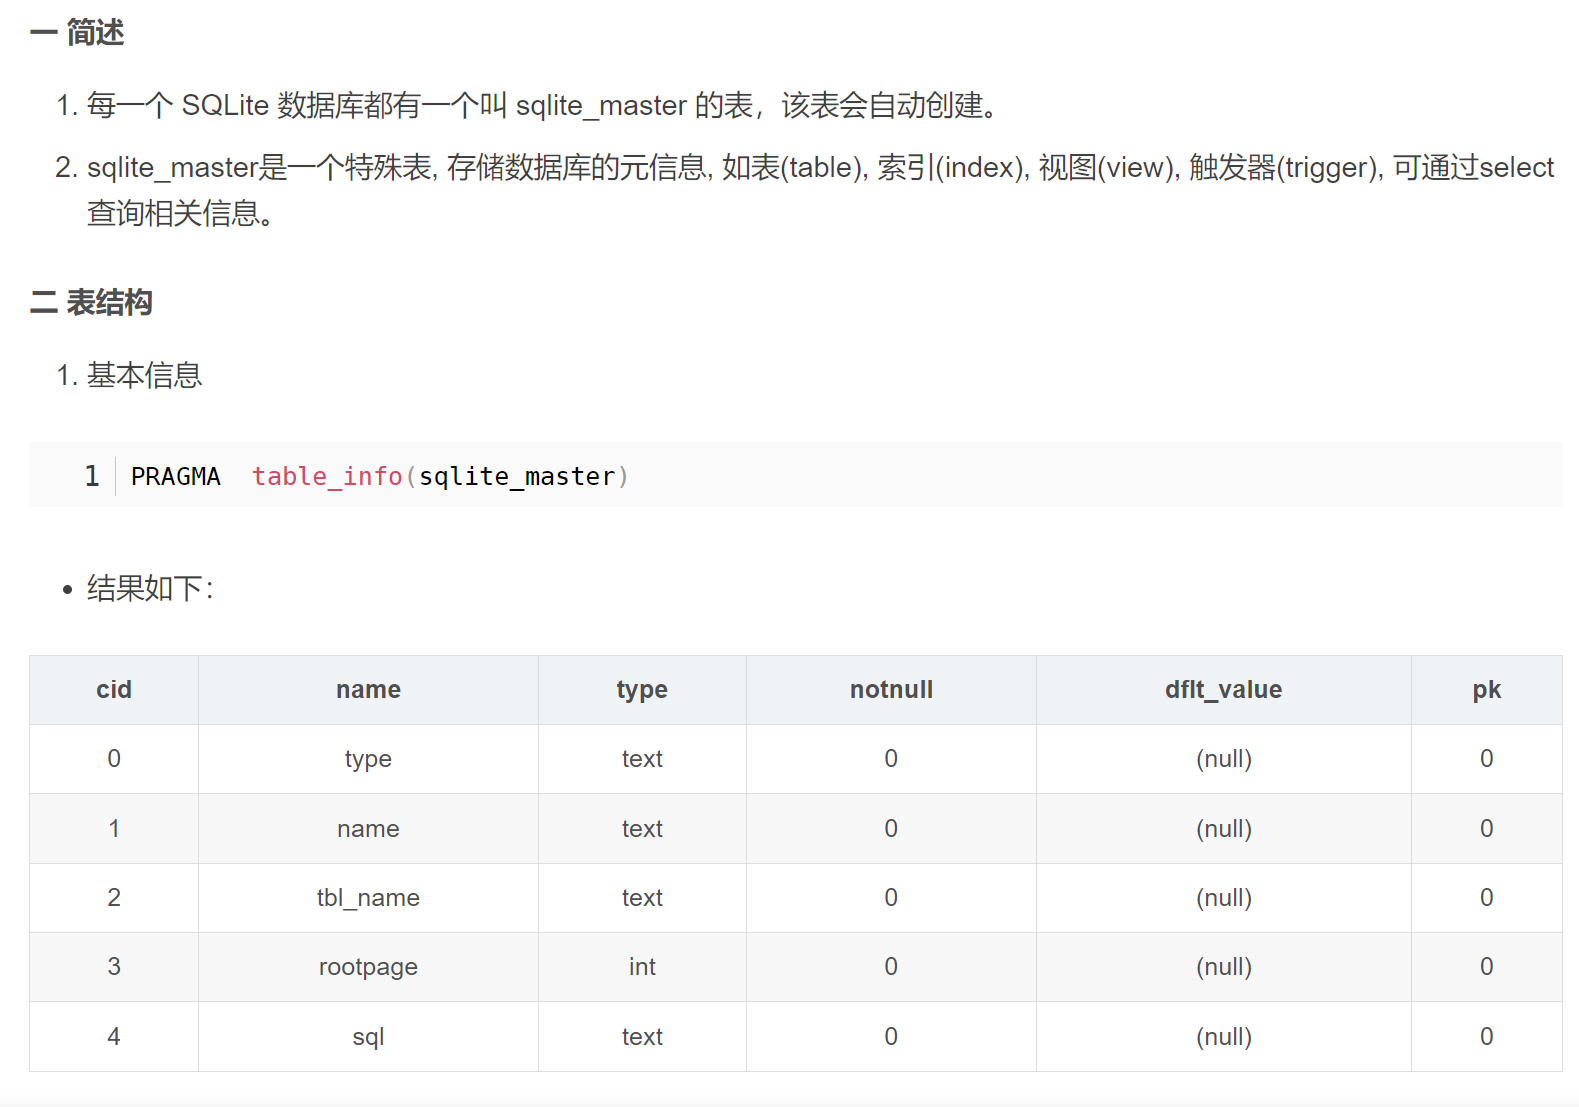 一 简述
1. 每一个 SQLite 数据库都有一个叫 sqlite_master 的表，该表会自动创建。
2. sqlite_master是一个特殊表, 存储数据库的元信息, 如表(table), 索引(index), 视图(view), 触发器(trigger), 可通过select
查询相关信息。
二 表结构
1. 基本信息
1 PRAGMA  table_info(sqlite_master)
• 结果如下：
cid name type notnull dflt_value pk
0 type text 0 (null) 0
1 name text 0 (null) 0
2 tbl_name text 0 (null) 0
3 rootpage int 0 (null) 0
4 sql text 0 (null) 0